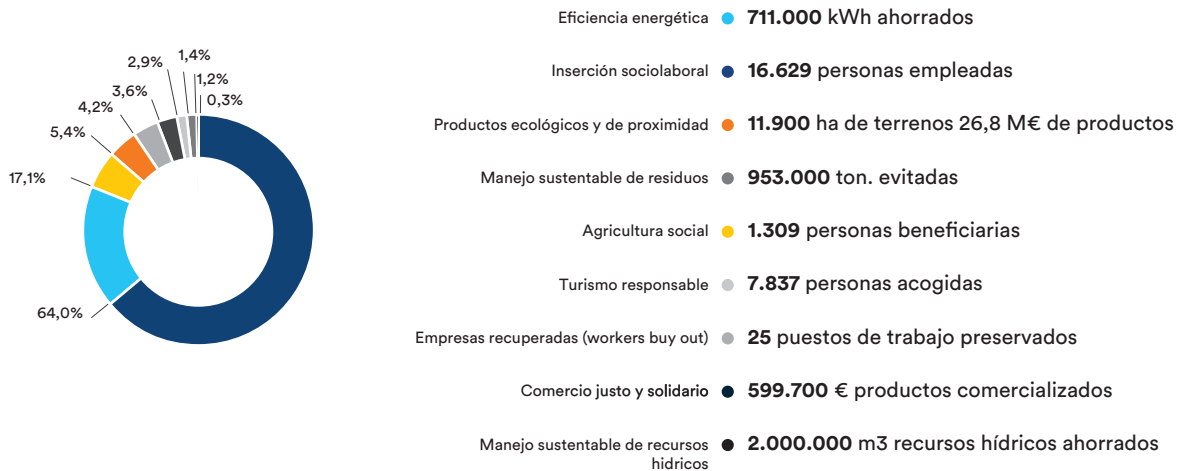 1,4%
2,9%
1,2%
3,6%
0,3%
4,2%
5,4%
17,1%
64,0%
Eficiencia energética 711.000 kWh ahorrados
Inserción sociolaboral 16.629 personas empleadas
Productos ecológicos y de proximidad 11.900 ha de terrenos 26,8 M€ de productos
Manejo sustentable de residuos 953.000 ton. evitadas
Agricultura social 1.309 personas beneficiarias
Turismo responsable 7.837 personas acogidas
Empresas recuperadas (workers buy out) 25 puestos de trabajo preservados
Comercio justo y solidario 599.700 € productos comercializados
Manejo sustentable de recursos 2.000.000 m3 recursos hídricos ahorrados
hidricos